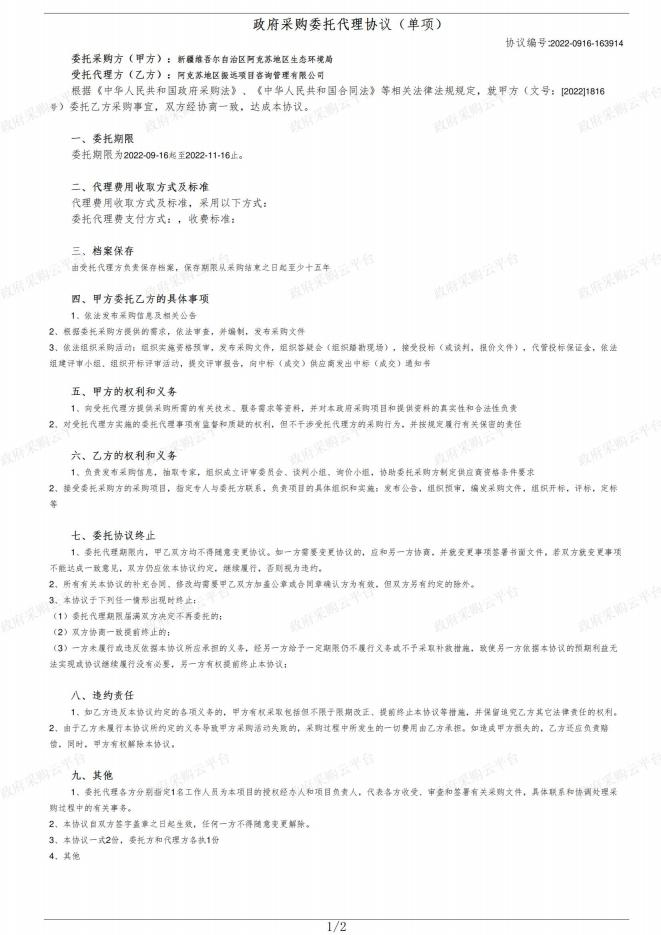 政府采购委托代理协议（单项）
协议编号:2022-0916-163914
委托采购方（甲方）：新疆维吾尔自治区阿克苏地区生态环境局
受托代理方（乙方）：阿克苏地区振远项目咨询管理有限公司
根据《中华人民共和国政府采购法》、《中华人民共和国合同法》等相关法律法规规定，就甲方（文号：[2022]1816
号）委托乙方采购事宜，双方经协商一致，达成本协议。
一、委托期限
委托期限为2022-09-16起至2022-11-16止。
二、代理费用收取方式及标准
代理费用收取方式及标准，采用以下方式：
委托代理费支付方式：，收费标准：
三、档案保存
由受托代理方负责保存档案，保存期限从采购结束之日起至少十五年
四、甲方委托乙方的具体事项
1、依法发布采购信息及相关公告
2、根据委托采购方提供的需求，依法审查，并编制，发布采购文件
3、依法组织采购活动：组织实施资格预审，发布采购文件，组织答疑会（组织踏勘现场），接受投标（或谈判，报价文件），代管投标保证金，依法
组建评审小组、组织开标评审活动，提交评审报告，向中标（成交）供应商发出中标（成交）通知书
五、甲方的权利和义务
1、向受托代理方提供采购所需的有关技术、服务需求等资料，并对本政府采购项目和提供资料的真实性和合法性负责
2、对受托代理方实施的委托代理事项有监督和质疑的权利，但不干涉受托代理方的采购行为，并按规定履行有关保密的责任
六、乙方的权利和义务
1、负责发布采购信息，抽取专家，组织成立评审委员会、谈判小组、询价小组，协助委托采购方制定供应商资格条件要求
2、接受委托采购方的采购项目，指定专人与委托方联系，负责项目的具体组织和实施：发布公告，组织预审，编发采购文件，组织开标，评标，定标
等
七、委托协议终止
1、委托代理期限内，甲乙双方均不得随意变更协议。如一方需要变更协议的，应和另一方协商，并就变更事项签署书面文件，若双方就变更事项
不能达成一致意见，双方仍应依本协议约定，继续履行，否则视为违约。
2、所有有关本协议的补充合同、修改均需要甲乙双方加盖公章或合同章确认方为有效，但双方另有约定的除外。
3、本协议于下列任一情形出现时终止：
（1）委托代理期限届满双方决定不再委托的；
（2）双方协商一致提前终止的；
（3）一方未履行或违反依据本协议所应承担的义务，经另一方给予一定期限仍不履行义务或不予采取补救措施，致使另一方依据本协议的预期利益无
法实现或协议继续履行没有必要，另一方有权提前终止本协议；
八、违约责任
1、如乙方违反本协议约定的各项义务的，甲方有权采取包括但不限于限期改正、提前终止本协议等措施，并保留追究乙方其它法律责任的权利。
2、由于乙方未履行本协议所约定的义务导致甲方采购活动失败的，采购过程中所发生的一切费用由乙方承担。如造成甲方损失的，乙方还应负责赔
偿，同时，甲方有权解除本协议。
九、其他
1、委托代理各方分别指定1名工作人员为本项目的授权经办人和项目负责人，代表各方收受、审查和签署有关采购文件，具体联系和协调处理采
购过程中的有关事务。
2、本协议自双方签字盖章之日起生效，任何一方不得随意变更解除。
3、本协议一式2份，委托方和代理方各执1份
4、其他
1/2
政府采购云平台